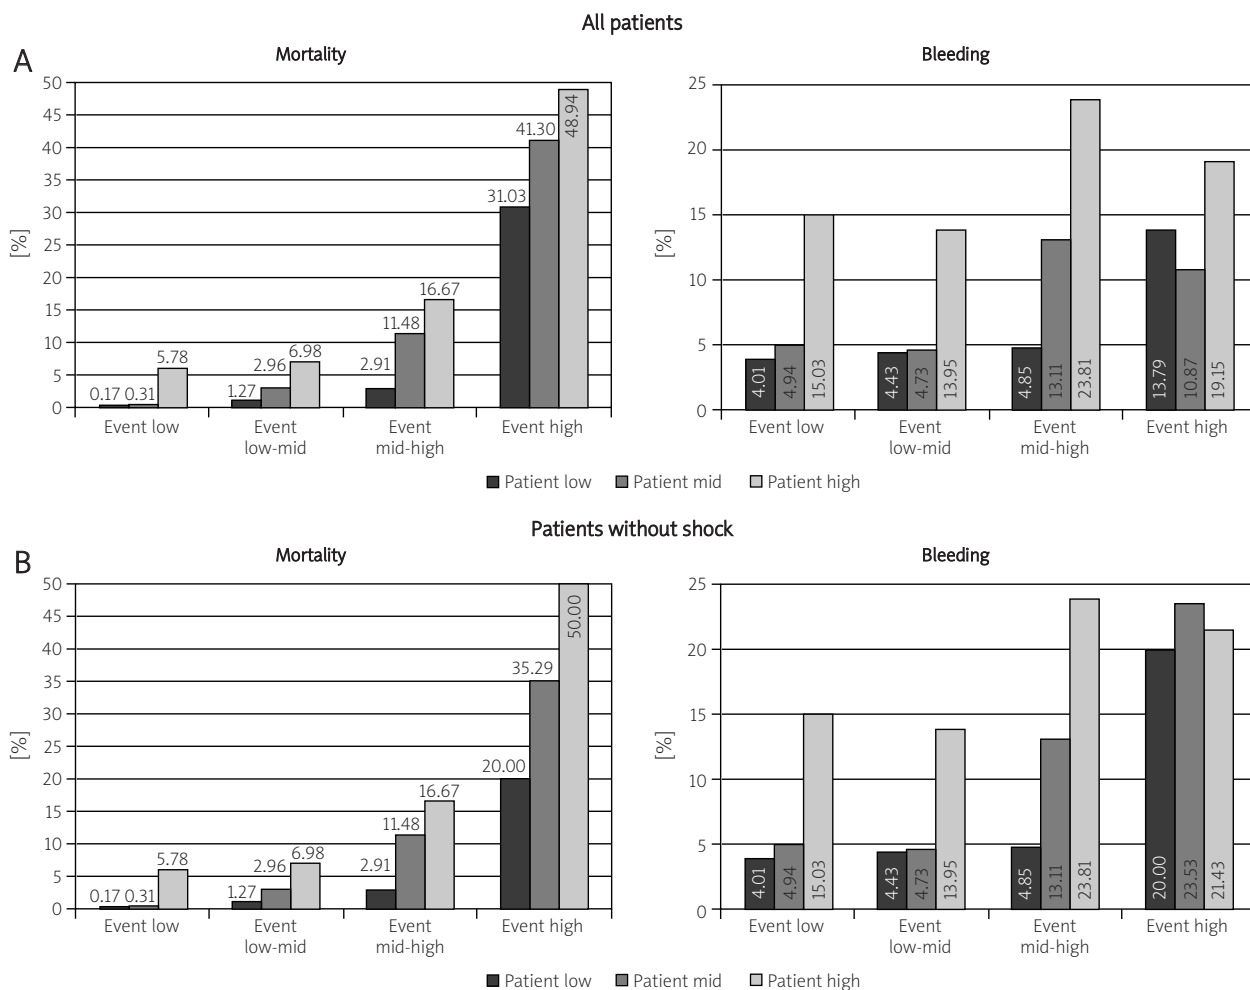 All patients
A
Mortality
Bleeding
50
45
40
35
30
25
20
15
10
5
0
[%]
0.17 0.31 5.78
1.27 2.96 6.98
2.91 11.48 16.67
31.03 41.30 48.94
Event low
Event low-mid
Event mid-high
Event high
25
20
15
10
5
0
[%]
4.01 4.94 15.03
4.43 4.73 13.95
4.85 13.11 23.81
13.79 10.87 19.15
Event low
Event low-mid
Event mid-high
Event high
Patient low Patient mid Patient high
Patients without shock
B
Mortality
Bleeding
50
45
40
35
30
25
20
15
10
5
0
[%]
0.17 0.31 5.78
1.27 2.96 6.98
2.91 11.48 16.67
20.00 35.29 50.00
Event low
Event low-mid
Event mid-high
Event high
25
20
15
10
5
0
[%]
4.01 4.94 15.03
4.43 4.73 13.95
4.85 13.11 23.81
20.00 23.53 21.43
Event low
Event low-mid
Event mid-high
Event high
Patient low Patient mid Patient high